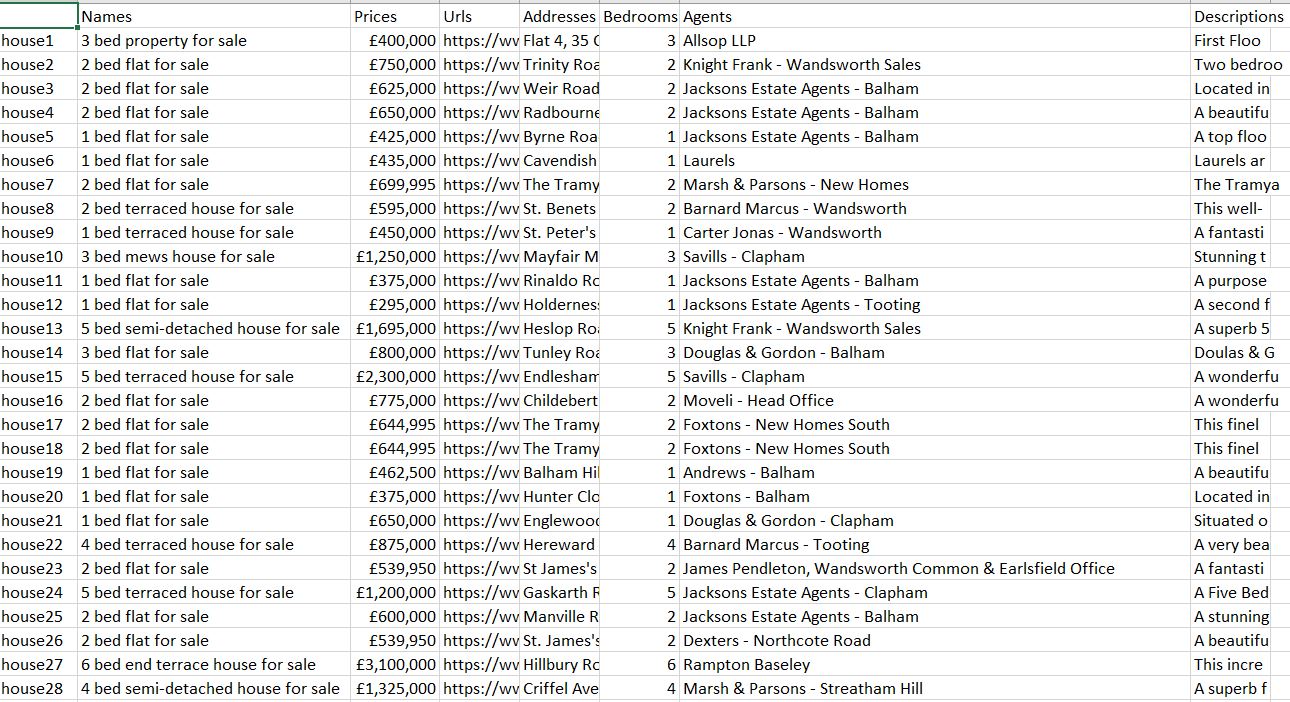 Names Prices Urls Addresses Bedrooms Agents Descriptions
house1 3 bed property for sale £400,000 https://wv Flat 4, 35 3 Allsop LLP First Floo
house2 2 bed flat for sale £750,000 https://wv Trinity Roa 2 Knight Frank - Wandsworth Sales Two bedroo
house3 2 bed flat for sale £625,000 https://wv Weir Road 2 Jacksons Estate Agents - Balham Located in
house4 2 bed flat for sale £650,000 https://wv Radbourne 2 Jacksons Estate Agents - Balham A beautifu
house5 1 bed flat for sale £425,000 https://wv Byrne Roa 1 Jacksons Estate Agents - Balham A top floo
house6 1 bed flat for sale £435,000 https://wv Cavendish 1 Laurels Laurels ar
house7 2 bed flat for sale £699,995 https://wv The Tramy 2 Marsh & Parsons - New Homes The Tramya
house8 2 bed terraced house for sale £595,000 https://wv St. Benets 2 Barnard Marcus - Wandsworth This well-
house9 1 bed terraced house for sale £450,000 https://wv St. Peter's 1 Carter Jonas - Wandsworth A fantasti
house10 3 bed mews house for sale £1,250,000 https://wv Mayfair M 3 Savills - Clapham Stunning t
house11 1 bed flat for sale £375,000 https://wv Rinaldo Ro 1 Jacksons Estate Agents - Balham A purpose
house12 1 bed flat for sale £295,000 https://wv Holderness 1 Jacksons Estate Agents - Tooting A second f
house13 5 bed semi-detached house for sale £1,695,000 https://wv Heslop Roa 5 Knight Frank - Wandsworth Sales A superb 5
house14 3 bed flat for sale £800,000 https://wv Tunley Roa 3 Douglas & Gordon - Balham Doulas & G
house15 5 bed terraced house for sale £2,300,000 https://wv Endlesham 5 Savills - Clapham A wonderfu
house16 2 bed flat for sale £775,000 https://wv Childebert 2 Moveli - Head Office A wonderfu
house17 2 bed flat for sale £644,995 https://wv The Tramy 2 Foxtons - New Homes South This finel
house18 2 bed flat for sale £644,995 https://wv The Tramy 2 Foxtons - New Homes South This finel
house19 1 bed flat for sale £462,500 https://wv Balham Hil 1 Andrews - Balham A beautifu
house20 1 bed flat for sale £375,000 https://wv Hunter Clo 1 Foxtons - Balham Located in
house21 1 bed flat for sale £650,000 https://wv Englewood 1 Douglas & Gordon - Clapham Situated o
house22 4 bed terraced house for sale £875,000 https://wv Hereward 4 Barnard Marcus - Tooting A very bea
house23 2 bed flat for sale £539,950 https://wv St James's 2 James Pendleton, Wandsworth Common & Earlsfield Office A fantasti
house24 5 bed terraced house for sale £1,200,000 https://wv Gaskarth R 5 Jacksons Estate Agents - Clapham A Five Bed
house25 2 bed flat for sale £600,000 https://wv Manville R 2 Jacksons Estate Agents - Balham A stunning
house26 2 bed flat for sale £539,950 https://wv St. James's 2 Dexters - Northcote Road A beautifu
house27 6 bed end terrace house for sale £3,100,000 https://wv Hillbury Ro 6 Rampton Baseley This incre
house28 4 bed semi-detached house for sale £1,325,000 https://wv Criffel Ave 4 Marsh & Parsons - Streatham Hill A superb f